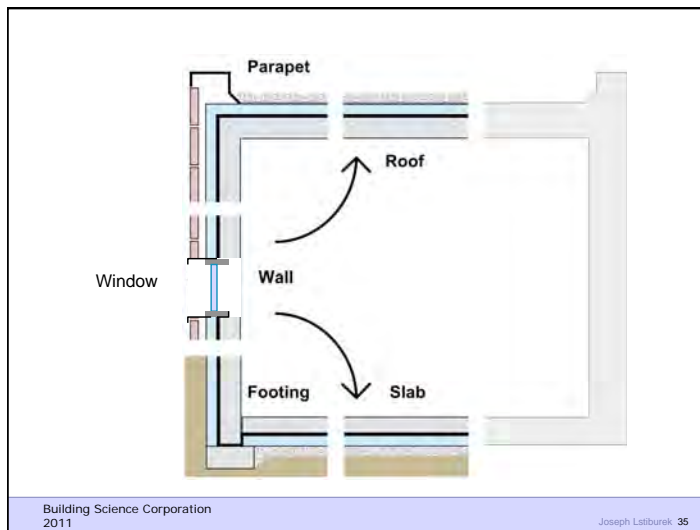 Parapet
Roof
Window
Wall
Footing
Slab
Building Science Corporation
2011
Joseph Lstiburek 35